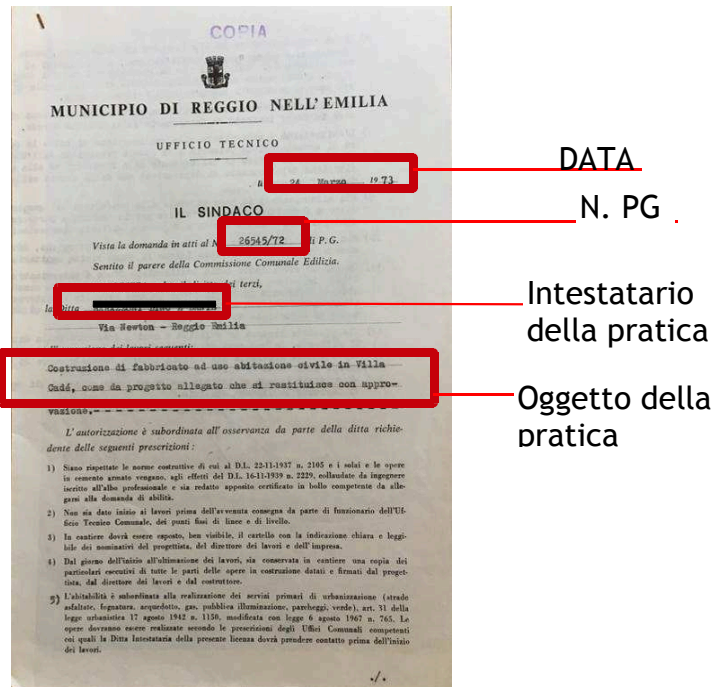 COPIA
MUNICIPIO DI REGGIO NELL'EMILIA
UFFICIO TECNICO
24 Marzo 1973
DATA
IL SINDACO
N. PG
Vista la domanda in atti al N. 26545/72 di P. G.
Sentito il parere della Commissione Comunale Edilizia.
dei terzi,
la Ditta
Intestatario
della pratica
Via Newton - Reggio Emilia
Costruzione di fabbricato ad uso abitazione civile in Villa
Cadé, come da progetto allegato che si restituisce con appro-
vazione.-
Oggetto della
pratica
L'autorizzazione è subordinata all'osservanza da parte della ditta richie-
dente delle seguenti prescrizioni :
1) Siano rispettate le norme costruttive di cui al D.L. 22-11-1937 n. 2105 e i solai e le opere
in cemento armato vengano, agli effetti del D.L. 16-11-1939 n. 2229, collaudate da ingegnere
iscritto all'albo professionale e sia redatto apposito certificato in bollo competente da alle-
garsi alla domanda di abilità.
2) Non sia dato inizio ai lavori prima dell'avvenuta consegna da parte di funzionario dell'Uf-
ficio Tecnico Comunale, dei punti fissi di linee e di livello.
3) In cantiere dovrà essere esposto, ben visibile, il cartello con la indicazione chiara e leggi-
bile dei nominativi del progettista, del direttore dei lavori e dell'impresa.
4) Dal giorno dell'inizio all'ultimazione dei lavori, sia conservata in cantiere una copia dei
particolari esecutivi di tutte le parti delle opere in costruzione datati e firmati dal proget-
tista, dal direttore dei lavori e dal costruttore.
5) L'abitabilità è subordinata alla realizzazione dei servizi primari di urbanizzazione (strade
asfaltate, fognatura, acquedotto, gas, pubblica illuminazione, parcheggi, verde), art. 31 della
legge urbanistica 17 agosto 1942 n. 1150, modificata con legge 6 agosto 1967 n. 765. Le
opere dovranno essere realizzate secondo le prescrizioni degli Uffici Comunali competenti
coi quali la Ditta Intestataria della presente licenza dovrà prendere contatto prima dell'inizio
dei lavori.
./.